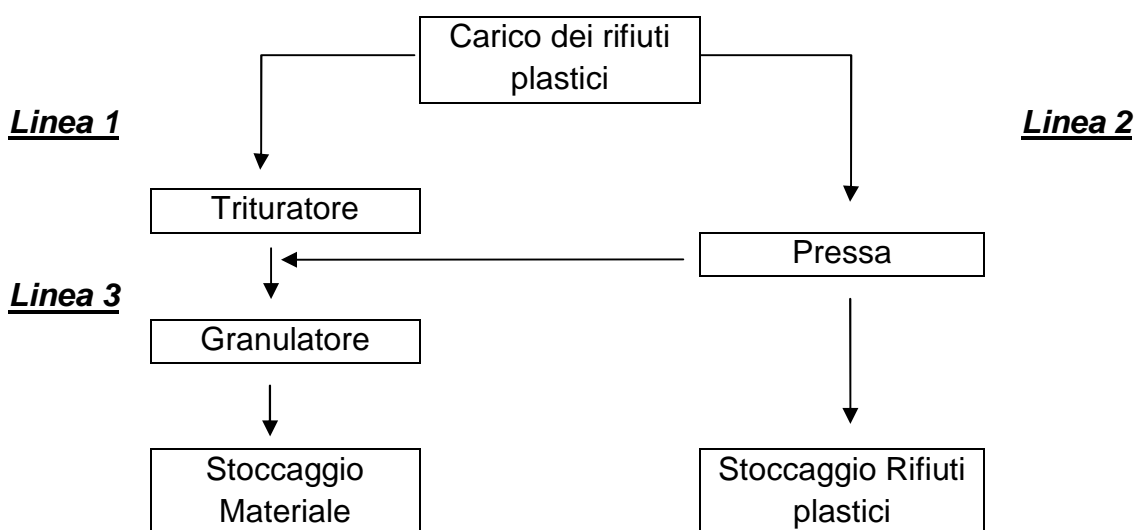 Carico dei rifiuti
plastici
Linea 1
Linea 2
Trituratore
Pressa
Linea 3
Granulatore
Stoccaggio
Materiale
Stoccaggio Rifiuti
plastici